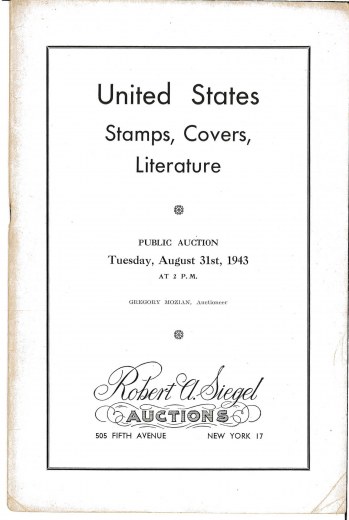 United States
Stamps, Covers,
Literature
PUBLIC AUCTION
Tuesday, August 31st, 1943
AT 2 P. M.
GREGORY MOZIAN, Auctioneer
Robert A. Siegel
AUCTIONS
505 FIFTH AVENUE NEW YORK 17